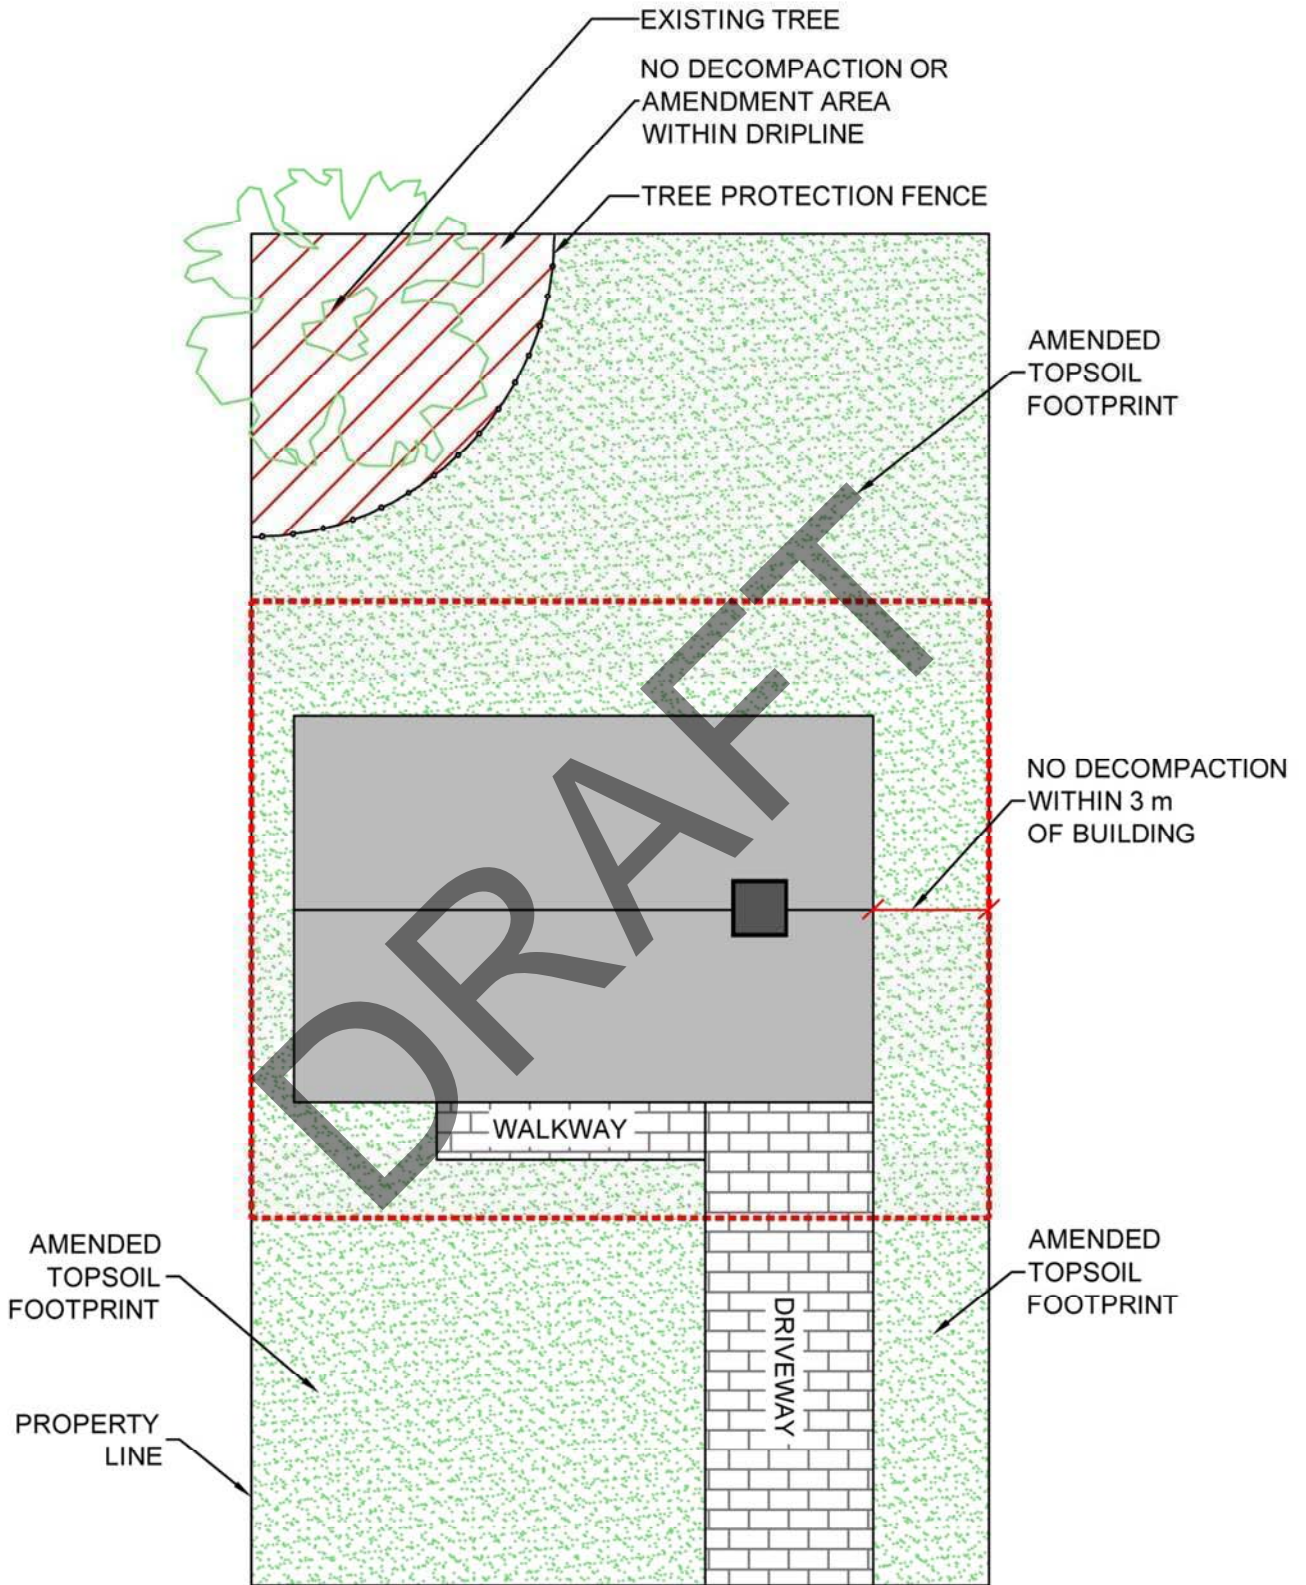 EXISTING TREE
NO DECOMPACTION OR
AMENDMENT AREA
WITHIN DRIPLINE
TREE PROTECTION FENCE
AMENDED
TOPSOIL
FOOTPRINT
NO DECOMPACTION
WITHIN 3 m
OF BUILDING
DRAFT
WALKWAY
AMENDED
TOPSOIL
FOOTPRINT
AMENDED
TOPSOIL
FOOTPRINT
DRIVEWAY
PROPERTY
LINE